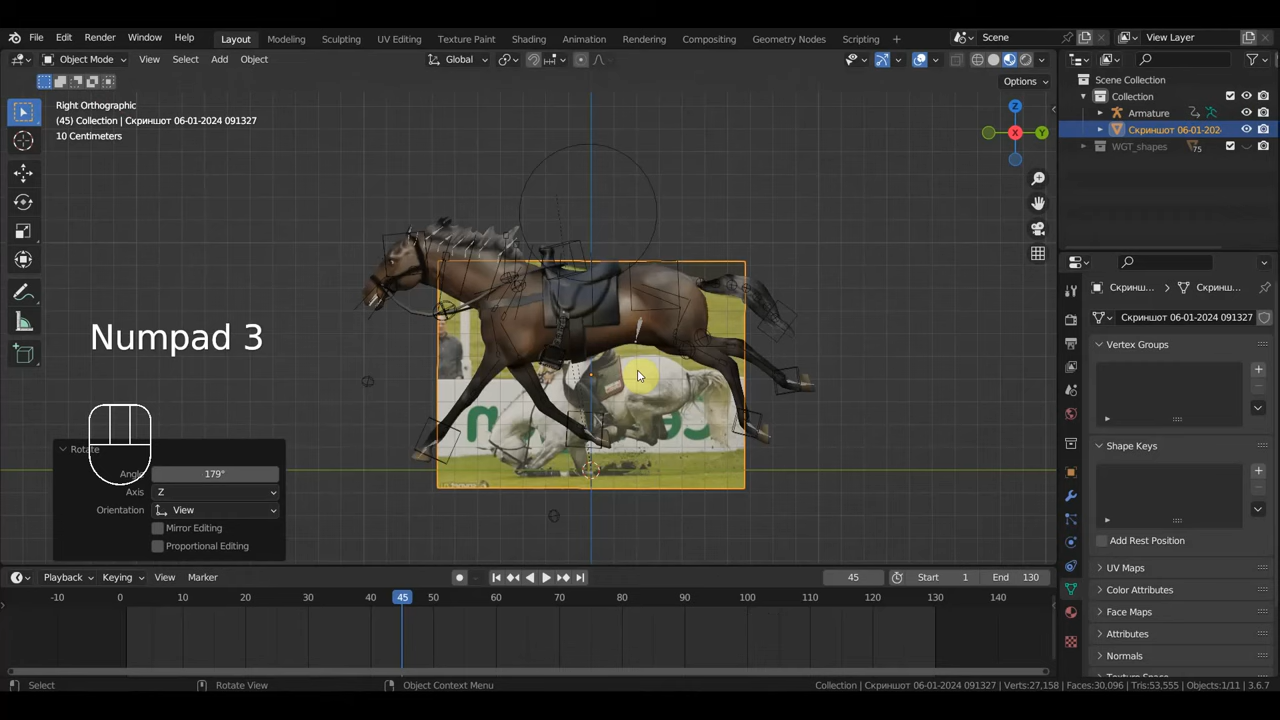 File Edit Render Window Help Layout Modeling Sculpting UV Editing Texture Paint Shading Animation Rendering Compositing Geometry Nodes Scripting + Scene View Layer
Object Mode View Select Add Object Global
Options
Right Orthographic
(45) Collection | Скриншот 06-01-2024 091327
10 Centimeters
Z
X
Y
Numpad 3
Rotate
Angle 179°
Axis Z
Orientation View
Mirror Editing
Proportional Editing
Scene Collection
Collection
Armature
Скриншот 06-01-202
WGT_shapes 75
Скриншот... Скриншот...
Скриншот 06-01-2024 091327
Vertex Groups
Shape Keys
Add Rest Position
UV Maps
Color Attributes
Face Maps
Attributes
Normals
Texture Space
Playback Keying View Marker 45 Start 1 End 130
-10 0 10 20 30 40 45 50 60 70 80 90 100 110 120 130 140
Select Rotate View Object Context Menu Collection | Скриншот 06-01-2024 091327 | Verts:27,158 | Faces:30,096 | Tris:53,555 | Objects:1/11 | 3.6.7